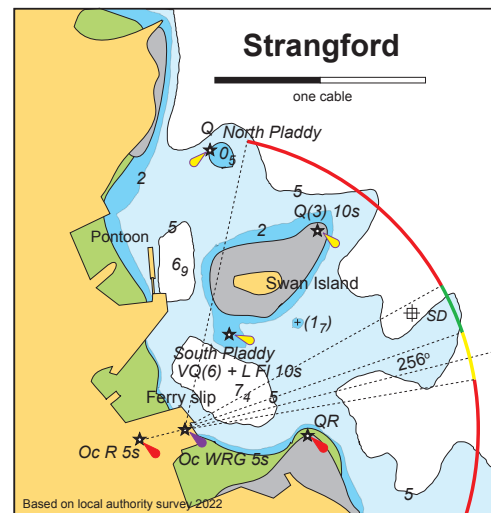 Strangford
one cable
Q
North Pladdy
0₅
2
5
Q(3) 10s
5
2
Pontoon
6₉
Swan Island
(1₇)
SD
South Pladdy
VQ(6) + L Fl 10s
256°
7₄
5
Ferry slip
QR
Oc R 5s
Oc WRG 5s
5
Based on local authority survey 2022